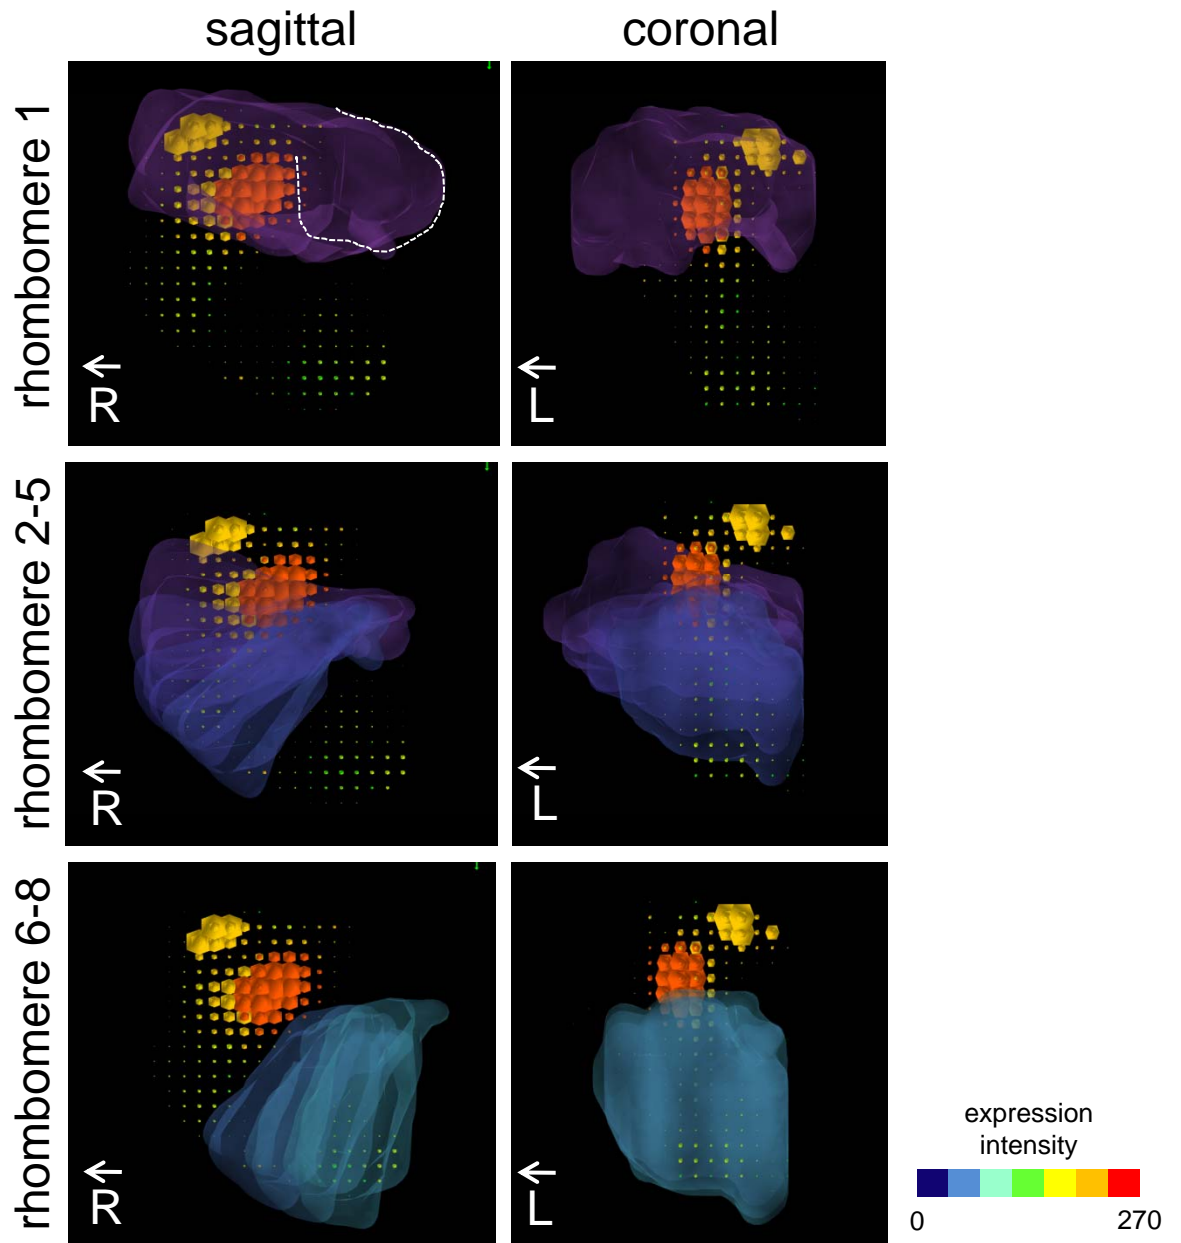 sagittal
coronal
rhombomere 1
R
L
rhombomere 2-5
R
L
rhombomere 6-8
R
L
expression
intensity
0
270